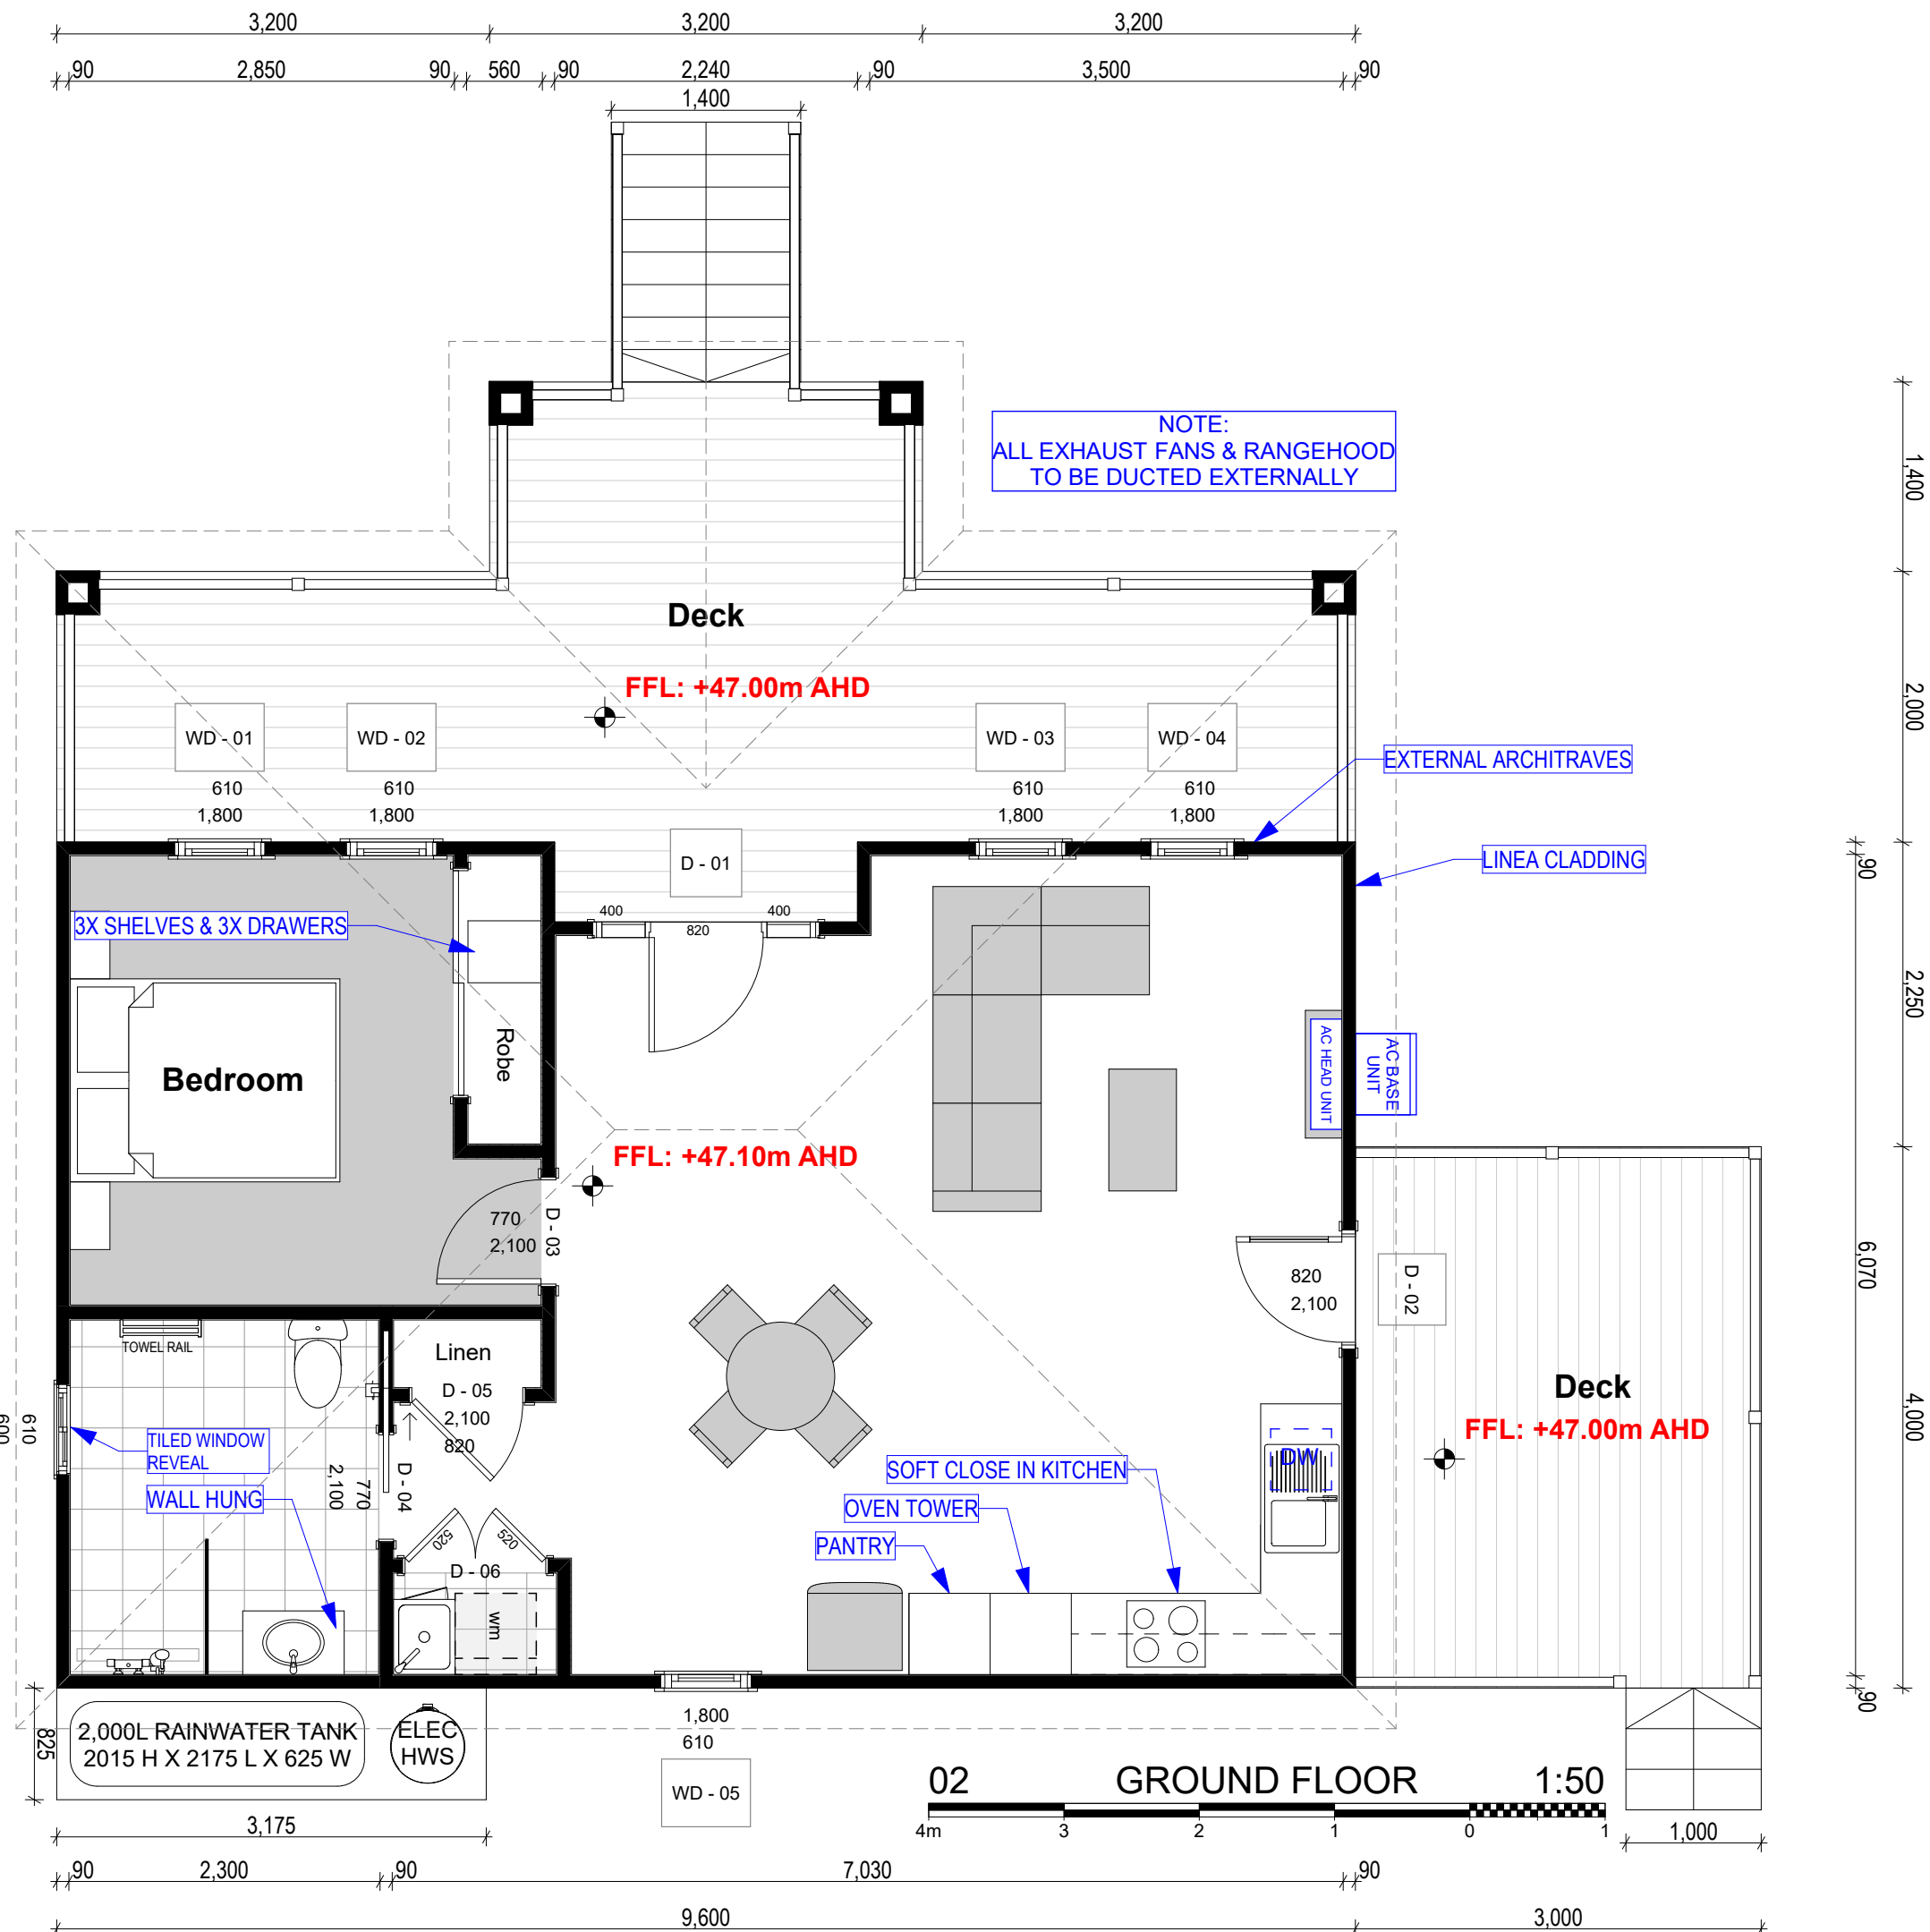 3,200
3,200
3,200
90
2,850
90
560
90
2,240
90
3,500
90
1,400
NOTE:
ALL EXHAUST FANS & RANGEHOOD
TO BE DUCTED EXTERNALLY
1,400
Deck
FFL: +47.00m AHD
2,000
WD - 01
WD - 02
WD - 03
WD - 04
610
1,800
610
1,800
610
1,800
610
1,800
EXTERNAL ARCHITRAVES
LINEA CLADDING
90
D - 01
400
820
400
3X SHELVES & 3X DRAWERS
2,250
Robe
Bedroom
AC HEAD UNIT
AC BASE
UNIT
FFL: +47.10m AHD
770
2,100
D - 03
820
2,100
D - 02
6,070
TOWEL RAIL
Linen
D - 05
2,100
820
Deck
FFL: +47.00m AHD
4,000
610
600
TILED WINDOW
REVEAL
WALL HUNG
770
2,100
D - 04
DW
SOFT CLOSE IN KITCHEN
OVEN TOWER
PANTRY
520
520
D - 06
wm
90
825
2,000L RAINWATER TANK
2015 H X 2175 L X 625 W
ELEC
HWS
1,800
610
WD - 05
02 GROUND FLOOR 1:50
4m 3 2 1 0 1
3,175
1,000
90
2,300
90
7,030
90
9,600
3,000